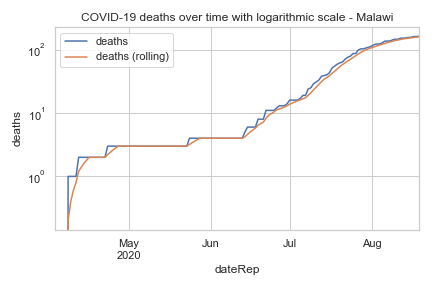 COVID-19 deaths over time with logarithmic scale - Malawi
deaths
deaths (rolling)
10²
10¹
10⁰
deaths
May
2020
Jun
Jul
Aug
dateRep